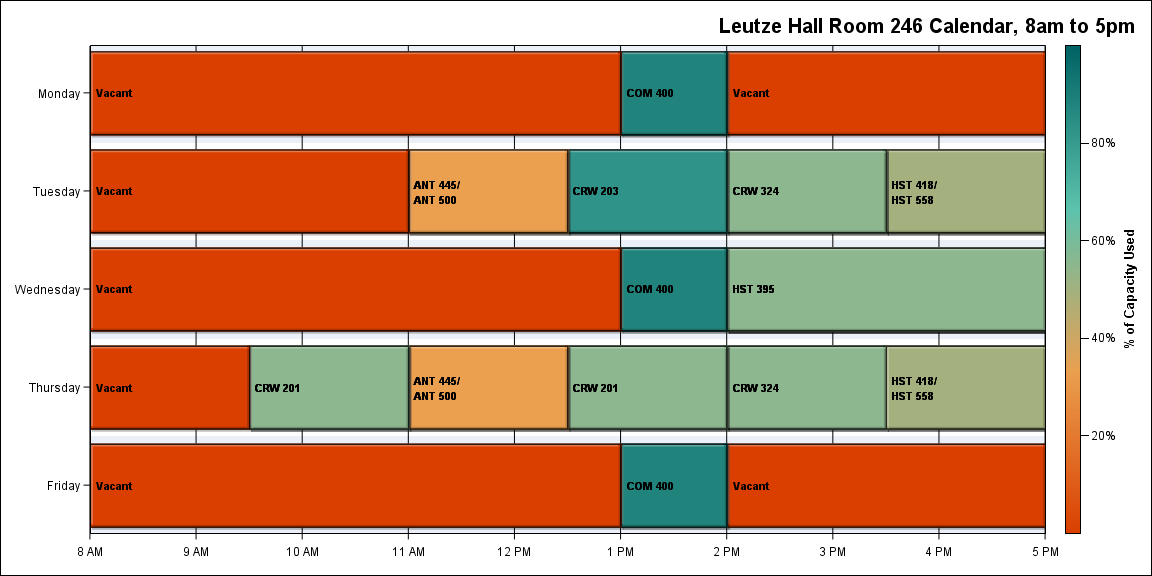 Leutze Hall Room 246 Calendar, 8am to 5pm
Monday
Vacant
COM 400
Vacant
Tuesday
Vacant
ANT 445/
ANT 500
CRW 203
CRW 324
HST 418/
HST 558
Wednesday
Vacant
COM 400
HST 395
Thursday
Vacant
CRW 201
ANT 445/
ANT 500
CRW 201
CRW 324
HST 418/
HST 558
Friday
Vacant
COM 400
Vacant
8 AM
9 AM
10 AM
11 AM
12 PM
1 PM
2 PM
3 PM
4 PM
5 PM
80%
60%
40%
20%
% of Capacity Used